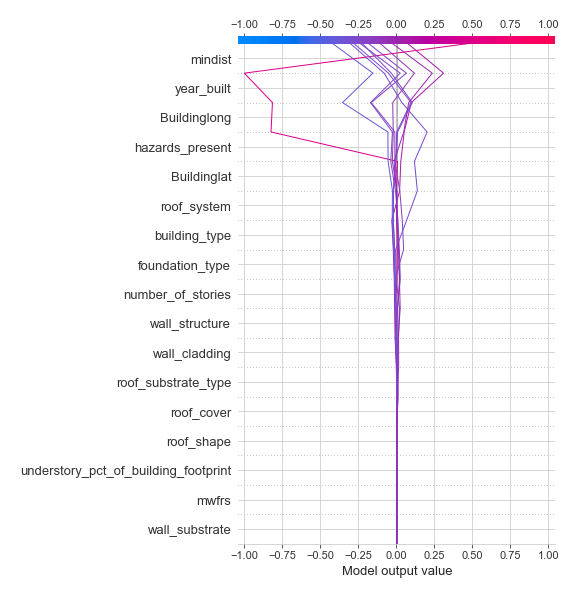 −1.00 −0.75 −0.50 −0.25 0.00 0.25 0.50 0.75 1.00
mindist
year_built
Buildinglong
hazards_present
Buildinglat
roof_system
building_type
foundation_type
number_of_stories
wall_structure
wall_cladding
roof_substrate_type
roof_cover
roof_shape
understory_pct_of_building_footprint
mwfrs
wall_substrate
−1.00 −0.75 −0.50 −0.25 0.00 0.25 0.50 0.75 1.00
Model output value